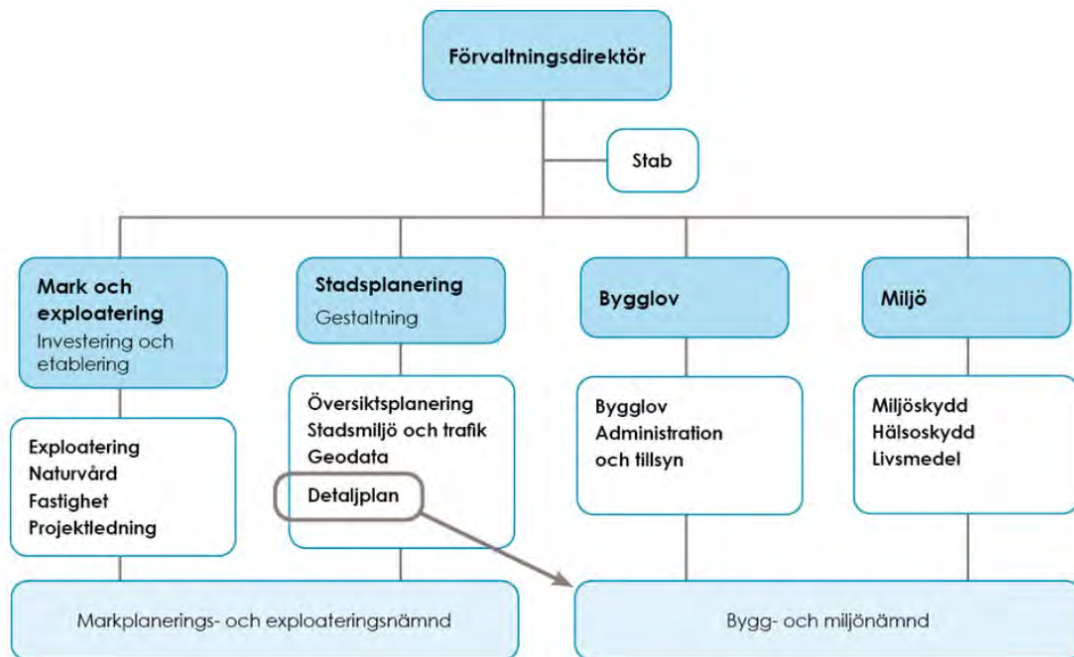 Förvaltningsdirektör
Stab
Mark och
exploatering
Investering och
etablering
Stadsplanering
Gestaltning
Bygglov
Miljö
Exploatering
Naturvård
Fastighet
Projektledning
Översiktsplanering
Stadsmiljö och trafik
Geodata
Detaljplan
Bygglov
Administration
och tillsyn
Miljöskydd
Hälsoskydd
Livsmedel
Markplanerings- och exploateringsnämnd
Bygg- och miljönämnd